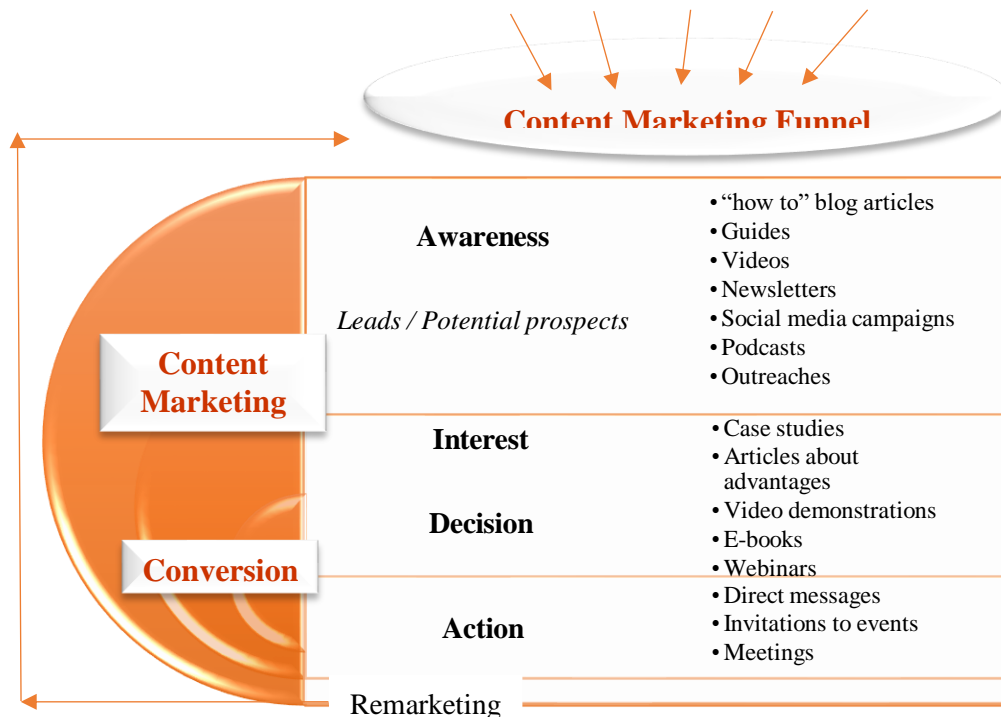 Content Marketing Funnel
Awareness
Leads / Potential prospects
• “how to” blog articles
• Guides
• Videos
• Newsletters
• Social media campaigns
• Podcasts
• Outreaches
Content
Marketing
Interest
Decision
• Case studies
• Articles about
advantages
• Video demonstrations
• E-books
• Webinars
Conversion
Action
• Direct messages
• Invitations to events
• Meetings
Remarketing